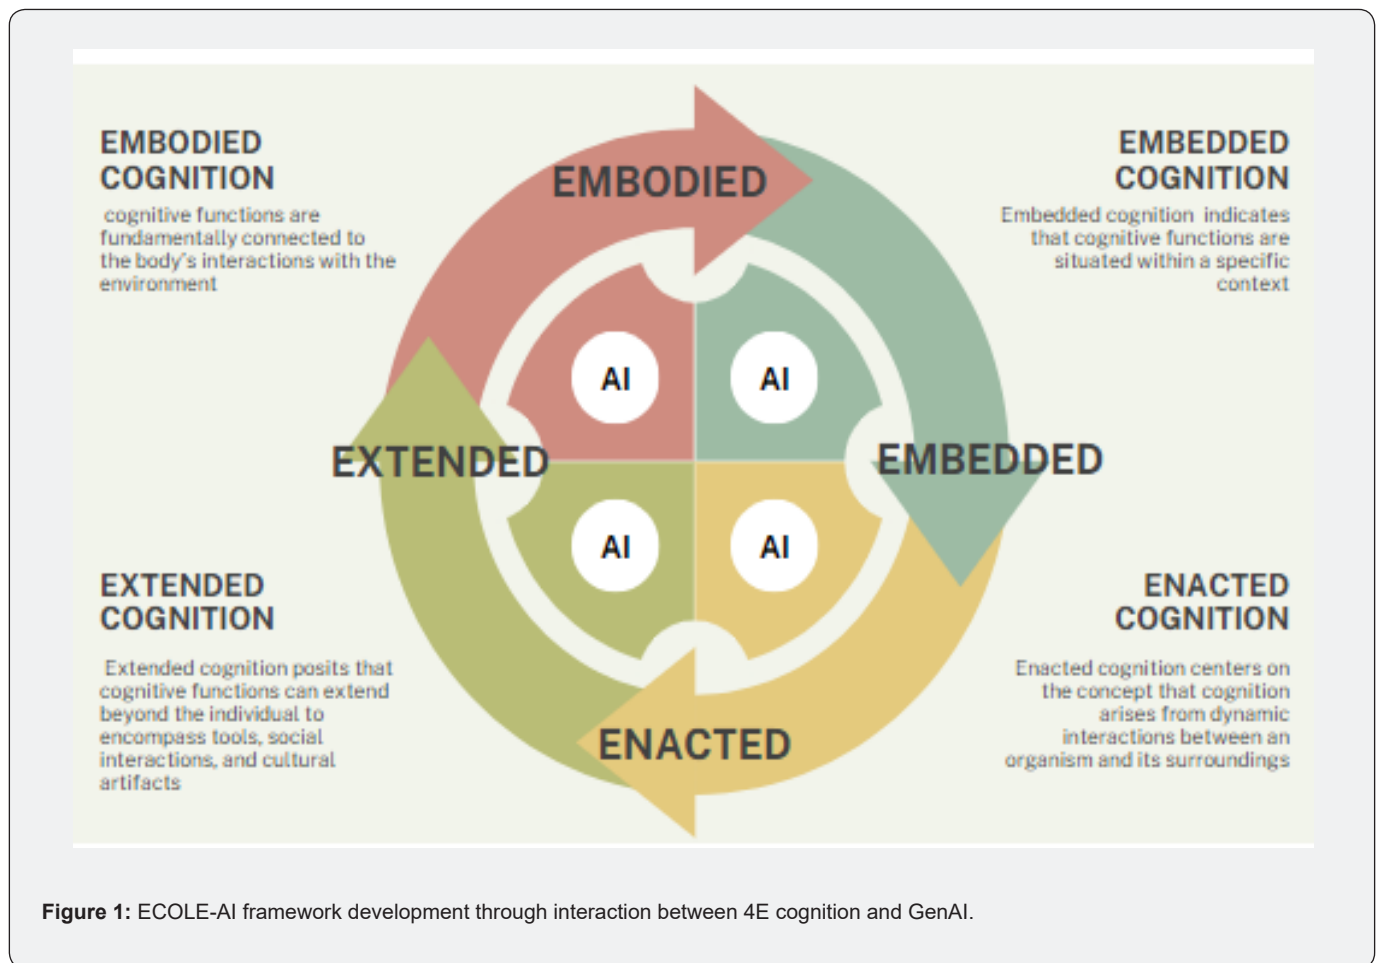 EMBODIED
COGNITION
cognitive functions are
fundamentally connected to
the body's interactions with the
environment
EMBEDDED
COGNITION
Embedded cognition indicates
that cognitive functions are
situated within a specific
context
EMBODIED
AI
AI
EXTENDED
EMBEDDED
AI
AI
ENACTED
EXTENDED
COGNITION
Extended cognition posits that
cognitive functions can extend
beyond the individual to
encompass tools, social
interactions, and cultural
artifacts
ENACTED
COGNITION
Enacted cognition centers on
the concept that cognition
arises from dynamic
interactions between an
organism and its surroundings
Figure 1: ECOLE-AI framework development through interaction between 4E cognition and GenAI.